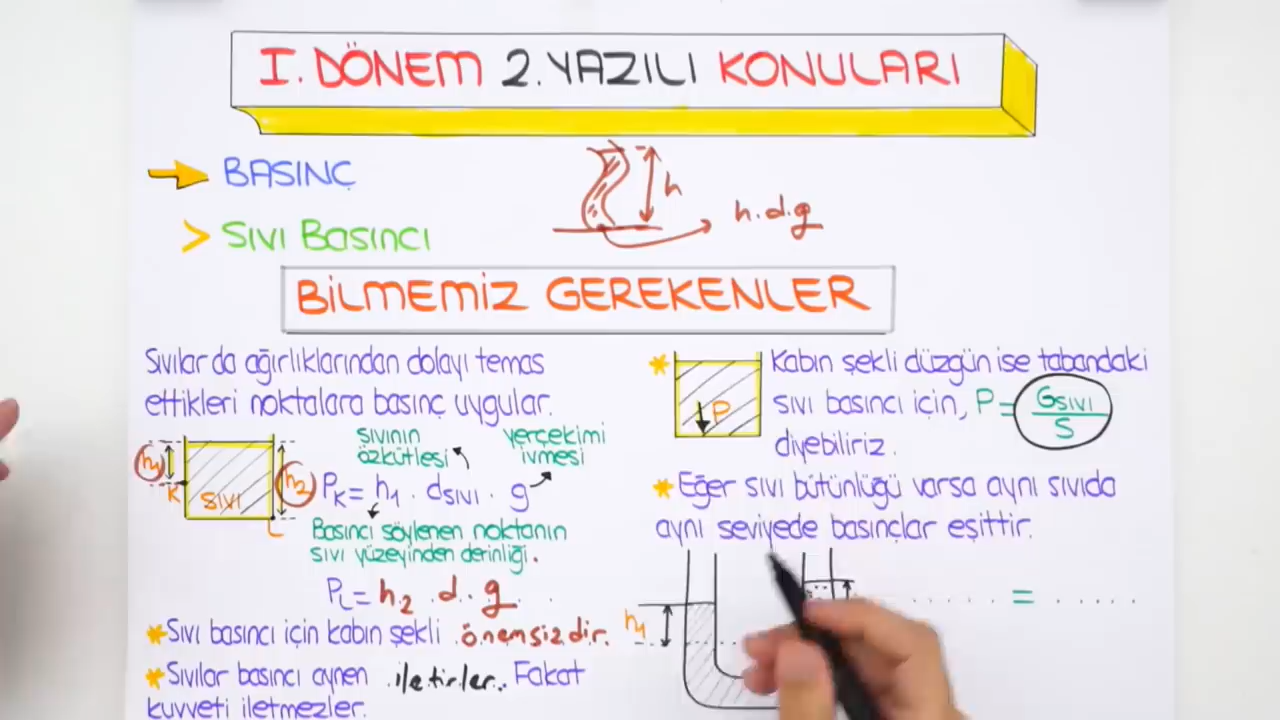 I. DÖNEM 2. YAZILI KONULARI
BASINÇ
h
h.d.g
> SIVI BASINCI
BİLMEMİZ GEREKENLER
Sıvılar da ağırlıklarından dolayı temas
ettikleri noktalara basınç uygular.
h1
K
SIVI
h2
L
sıvının
özkütlesi
yerçekimi
ivmesi
PK = h1 . dSIVI . g
Basıncı söylenen noktanın
sıvı yüzeyinden derinliği.
PL = h2 . d . g
* Sıvı basıncı için kabın şekli önemsizdir.
* Sıvılar basıncı aynen iletirler. Fakat
kuvveti iletmezler.
* P
Kabın şekli düzgün ise tabandaki
sıvı basıncı için, P = GSIVI / S
diyebiliriz.
* Eğer sıvı bütünlüğü varsa aynı sıvıda
aynı seviyede basınçlar eşittir.
h1
........ = ........